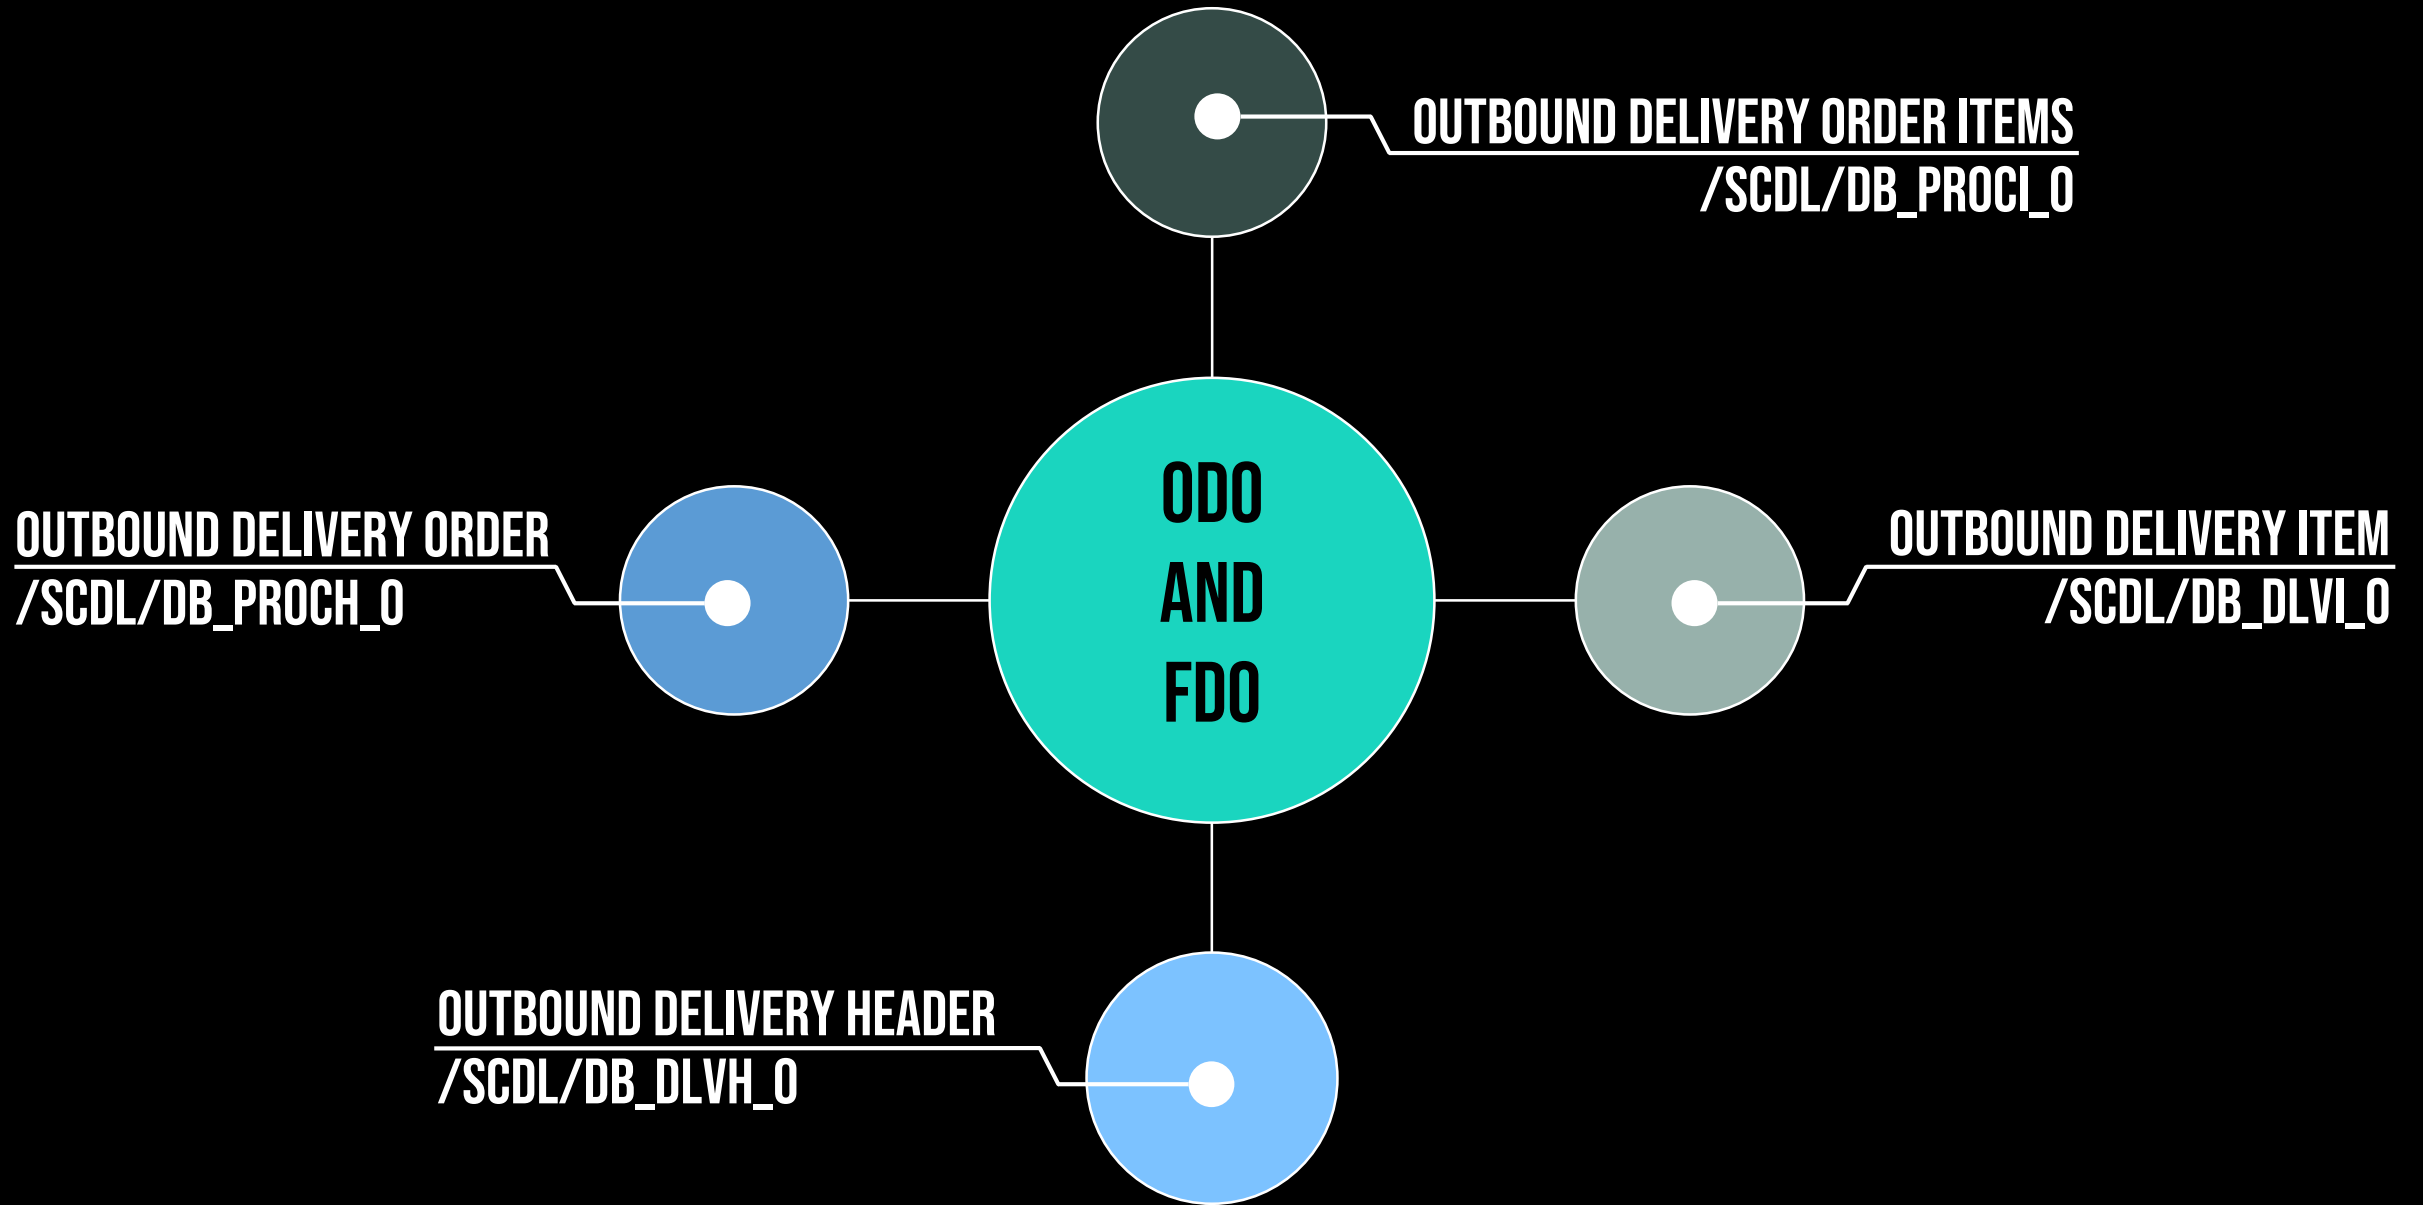 OUTBOUND DELIVERY ORDER ITEMS
/SCDL/DB_PROCI_O
OUTBOUND DELIVERY ORDER
/SCDL/DB_PROCH_O
ODO
AND
FDO
OUTBOUND DELIVERY ITEM
/SCDL/DB_DLVI_O
OUTBOUND DELIVERY HEADER
/SCDL/DB_DLVH_O